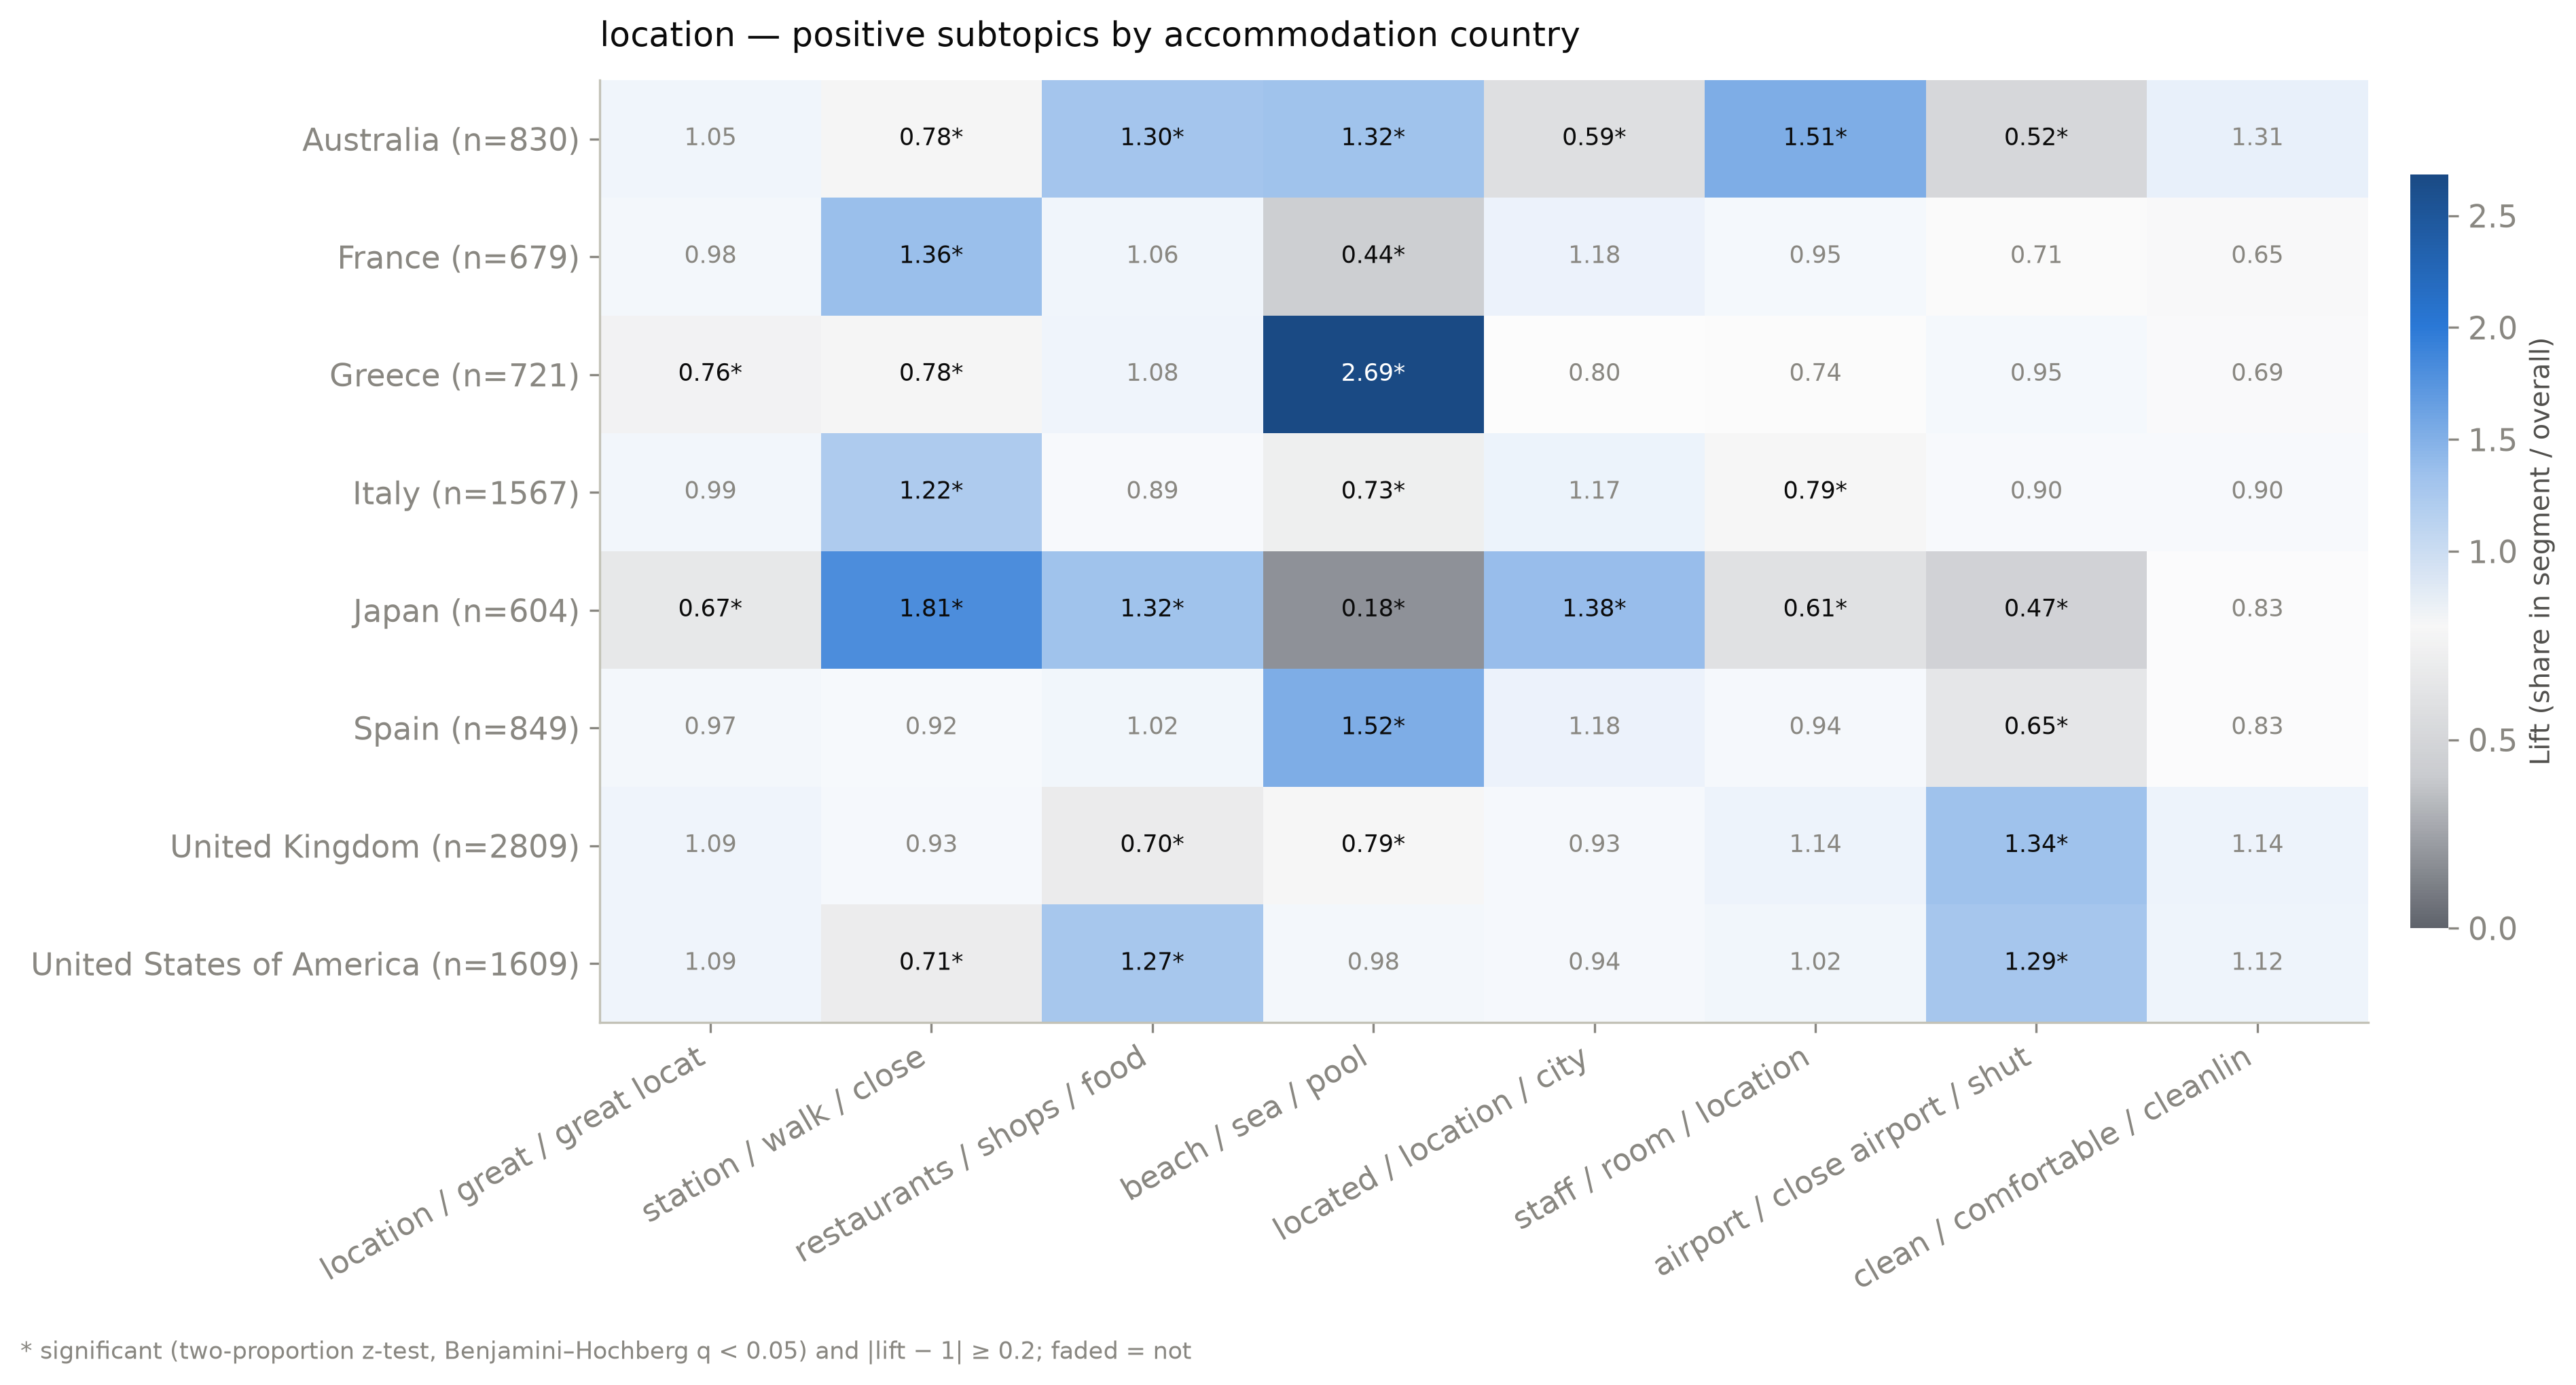 location — positive subtopics by accommodation country
Australia (n=830) 1.05 0.78* 1.30* 1.32* 0.59* 1.51* 0.52* 1.31
France (n=679) 0.98 1.36* 1.06 0.44* 1.18 0.95 0.71 0.65
Greece (n=721) 0.76* 0.78* 1.08 2.69* 0.80 0.74 0.95 0.69
Italy (n=1567) 0.99 1.22* 0.89 0.73* 1.17 0.79* 0.90 0.90
Japan (n=604) 0.67* 1.81* 1.32* 0.18* 1.38* 0.61* 0.47* 0.83
Spain (n=849) 0.97 0.92 1.02 1.52* 1.18 0.94 0.65* 0.83
United Kingdom (n=2809) 1.09 0.93 0.70* 0.79* 0.93 1.14 1.34* 1.14
United States of America (n=1609) 1.09 0.71* 1.27* 0.98 0.94 1.02 1.29* 1.12
location / great / great locat
station / walk / close
restaurants / shops / food
beach / sea / pool
located / location / city
staff / room / location
airport / close airport / shut
clean / comfortable / cleanlin
2.5
2.0
1.5
1.0
0.5
0.0
Lift (share in segment / overall)
* significant (two-proportion z-test, Benjamini–Hochberg q < 0.05) and |lift − 1| ≥ 0.2; faded = not